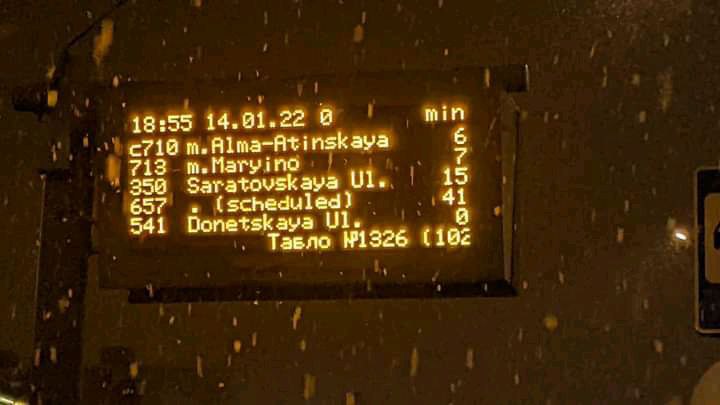 18:55 14.01.22 0 min
c710 m.Alma-Atinskaya 6
713 m.Maryino 7
350 Saratovskaya Ul. 15
657 . (scheduled) 41
541 Donetskaya Ul. 0
Табло №1326 (102